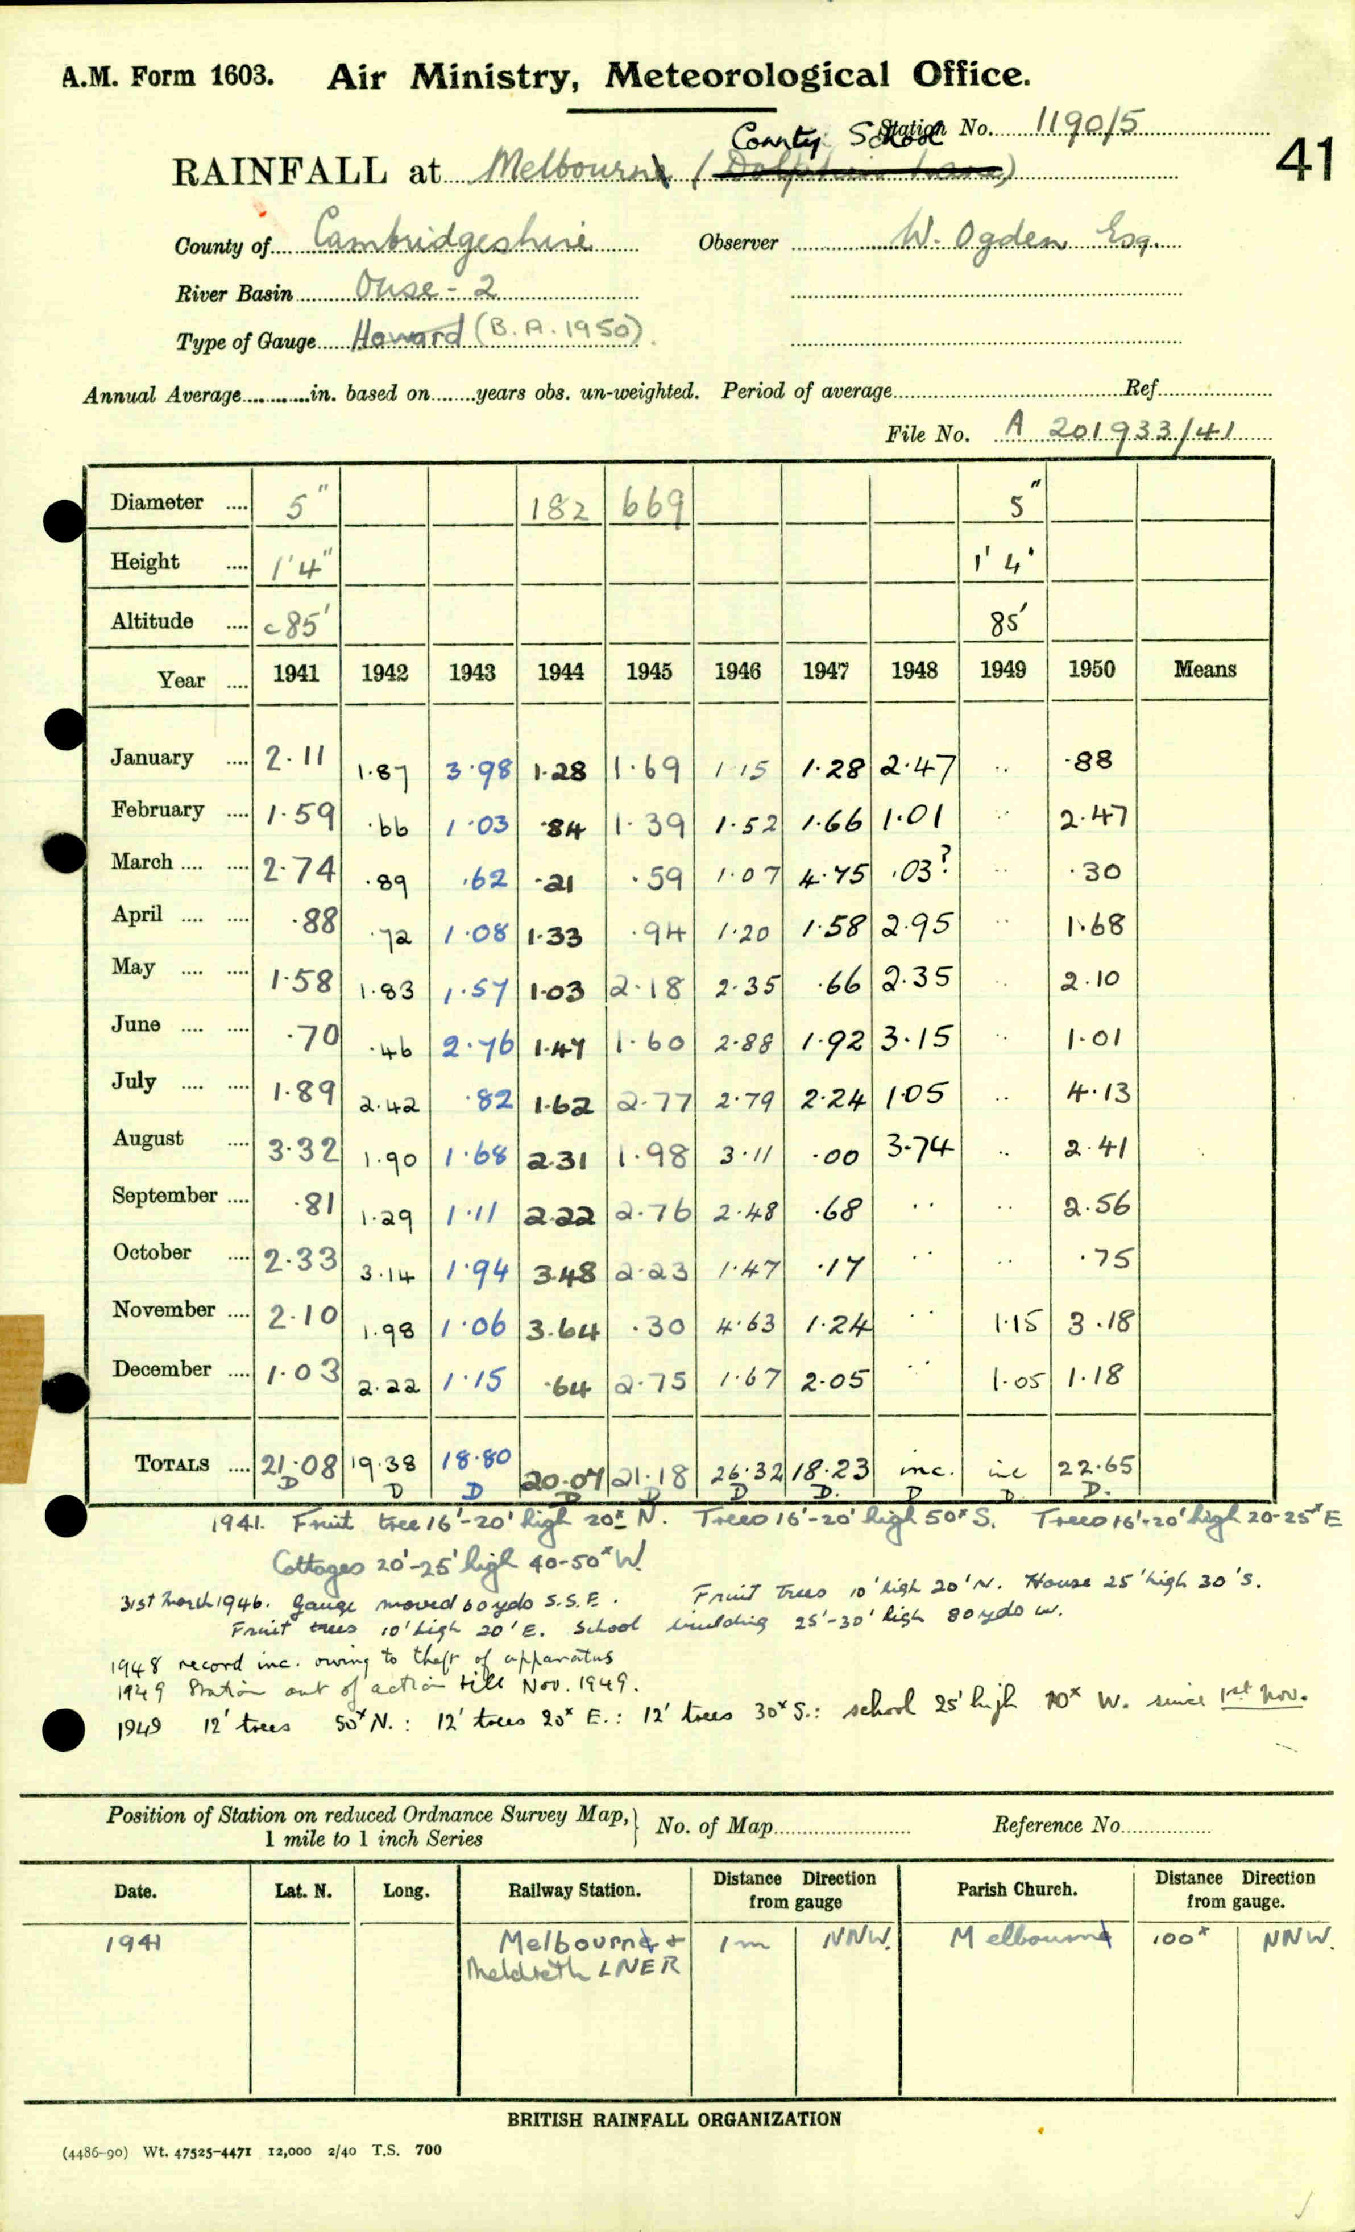 A.M. Form 1603. Air Ministry, Meteorological Office.
Station No. 1190/5
County School
41
RAINFALL at Melbourn (Dolphin Lane)
County of Cambridgeshire Observer W. Ogden Esq.
River Basin Ouse - 2
Type of Gauge Howard (B.A. 1950)
Annual Average in. based on years obs. un-weighted. Period of average Ref
File No. A 201933/41
Diameter 5" 182 669 5"
Height 1'4" 1' 4"
Altitude c85' 85'
Year 1941 1942 1943 1944 1945 1946 1947 1948 1949 1950 Means
January 2.11 1.87 3.98 1.28 1.69 1.15 1.28 2.47 .. .88
February 1.59 .66 1.03 .84 1.39 1.52 1.66 1.01 .. 2.47
March 2.74 .89 .62 .21 .59 1.07 4.75 .03? .. .30
April .88 .72 1.08 1.33 .94 1.20 1.58 2.95 .. 1.68
May 1.58 1.83 1.57 1.03 2.18 2.35 .66 2.35 .. 2.10
June .70 .46 2.76 1.47 1.60 2.88 1.92 3.15 .. 1.01
July 1.89 2.42 .82 1.62 2.77 2.79 2.24 1.05 .. 4.13
August 3.32 1.90 1.68 2.31 1.98 3.11 .00 3.74 .. 2.41
September .81 1.29 1.11 2.22 2.76 2.48 .68 .. .. 2.56
October 2.33 3.14 1.94 3.48 2.23 1.47 .17 .. .. .75
November 2.10 1.98 1.06 3.64 .30 4.63 1.24 .. 1.15 3.18
December 1.03 2.22 1.15 .64 2.75 1.67 2.05 .. 1.05 1.18
TOTALS 21.08 19.38 18.80 20.07 21.18 26.32 18.23 inc. inc 22.65
D D D D D D D. D D D.
1941. Fruit tree 16'-20' high 20x N. Trees 16'-20' high 50x S. Trees 16'-20' high 20-25x E
Cottages 20'-25' high 40-50x W.
31st March 1946. Gauge moved 60 yds S.S.E. Fruit trees 10' high 20' N. House 25' high 30' S.
Fruit trees 10' high 20' E. School building 25'-30' high 80 yds W.
1948 record inc. owing to theft of apparatus
1949 Station out of action till Nov. 1949.
1949 12' trees 50x N. : 12' trees 20x E. : 12' trees 30x S. : school 25' high 70x W. since 1st Nov.
Position of Station on reduced Ordnance Survey Map, } No. of Map Reference No.
1 mile to 1 inch Series
Date. Lat. N. Long. Railway Station. Distance Direction from gauge Parish Church. Distance Direction from gauge.
1941 Melbourn + 1 m NNW. Melbourn 100x NNW.
Meldreth LNER
BRITISH RAINFALL ORGANIZATION
(4486-90) Wt. 47525-4471 12,000 2/40 T.S. 700